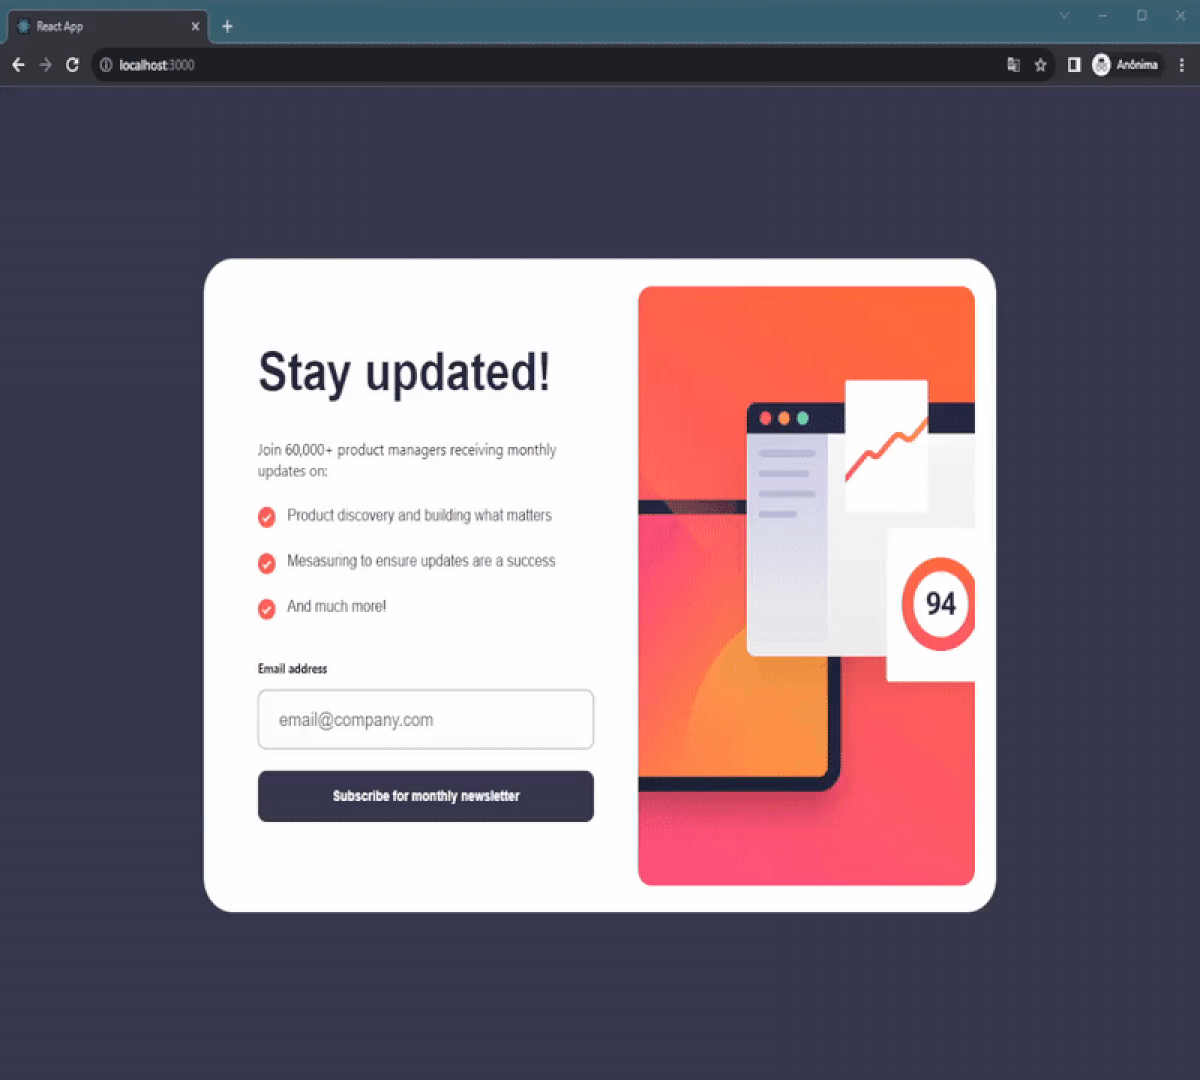 React App
localhost:3000
Anónima
Stay updated!
Join 60,000+ product managers receiving monthly
updates on:
Product discovery and building what matters
Mesasuring to ensure updates are a success
And much more!
94
Email address
email@company.com
Subscribe for monthly newsletter